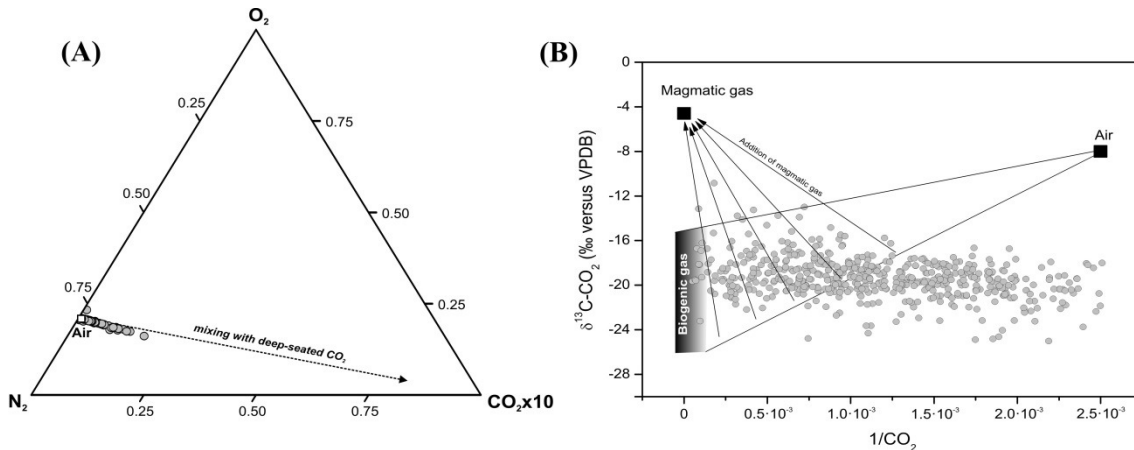 (A)
O₂
0.25
0.75
0.50
0.50
0.75
0.25
Air
mixing with deep-seated CO₂
N₂
0.25
0.50
0.75
CO₂x10
(B)
δ¹³C-CO₂ (‰ versus VPDB)
0
-4
-8
-12
-16
-20
-24
-28
Magmatic gas
Air
Addition of magmatic gas
Biogenic gas
0
0.5·10⁻³
1.0·10⁻³
1.5·10⁻³
2.0·10⁻³
2.5·10⁻³
1/CO₂